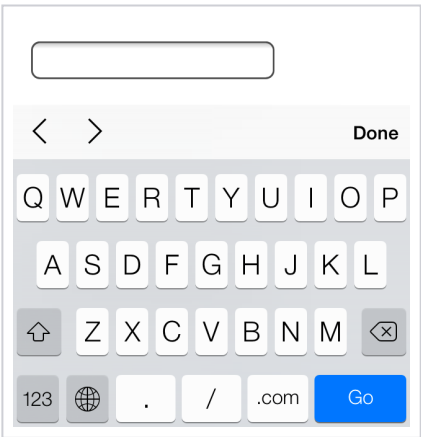 Done
Q W E R T Y U I O P
A S D F G H J K L
Z X C V B N M
123 . / .com Go